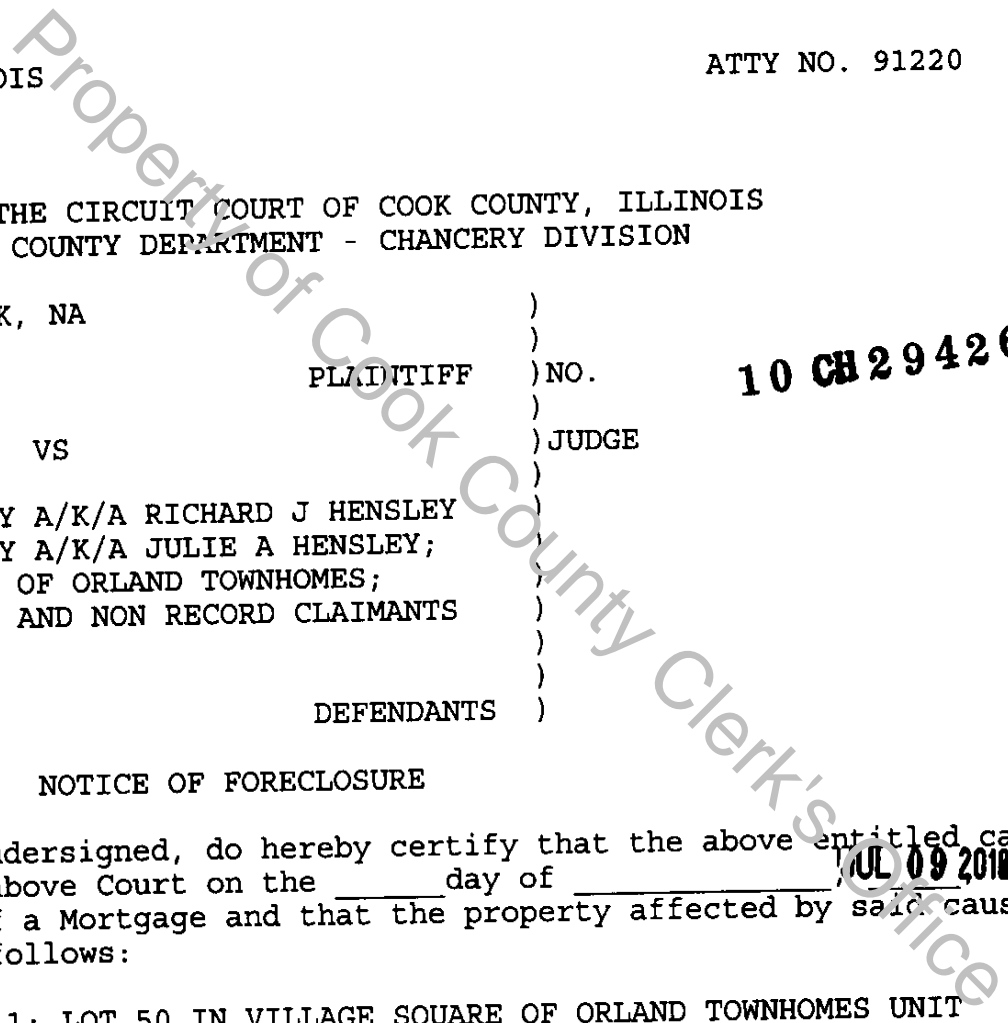 OIS ATTY NO. 91220
THE CIRCUIT COURT OF COOK COUNTY, ILLINOIS
COUNTY DEPARTMENT - CHANCERY DIVISION
K, NA )
)
PLAINTIFF ) NO. 10 CH 29426
)
VS ) JUDGE
)
Y A/K/A RICHARD J HENSLEY )
Y A/K/A JULIE A HENSLEY; )
OF ORLAND TOWNHOMES; )
AND NON RECORD CLAIMANTS )
)
)
DEFENDANTS )
NOTICE OF FORECLOSURE
ndersigned, do hereby certify that the above entitled ca
above Court on the ______day of ______________, JUL 09 2010
f a Mortgage and that the property affected by said caus
follows:
1: LOT 50 IN VILLAGE SQUARE OF ORLAND TOWNHOMES UNIT
Property of Cook County Clerk's Office